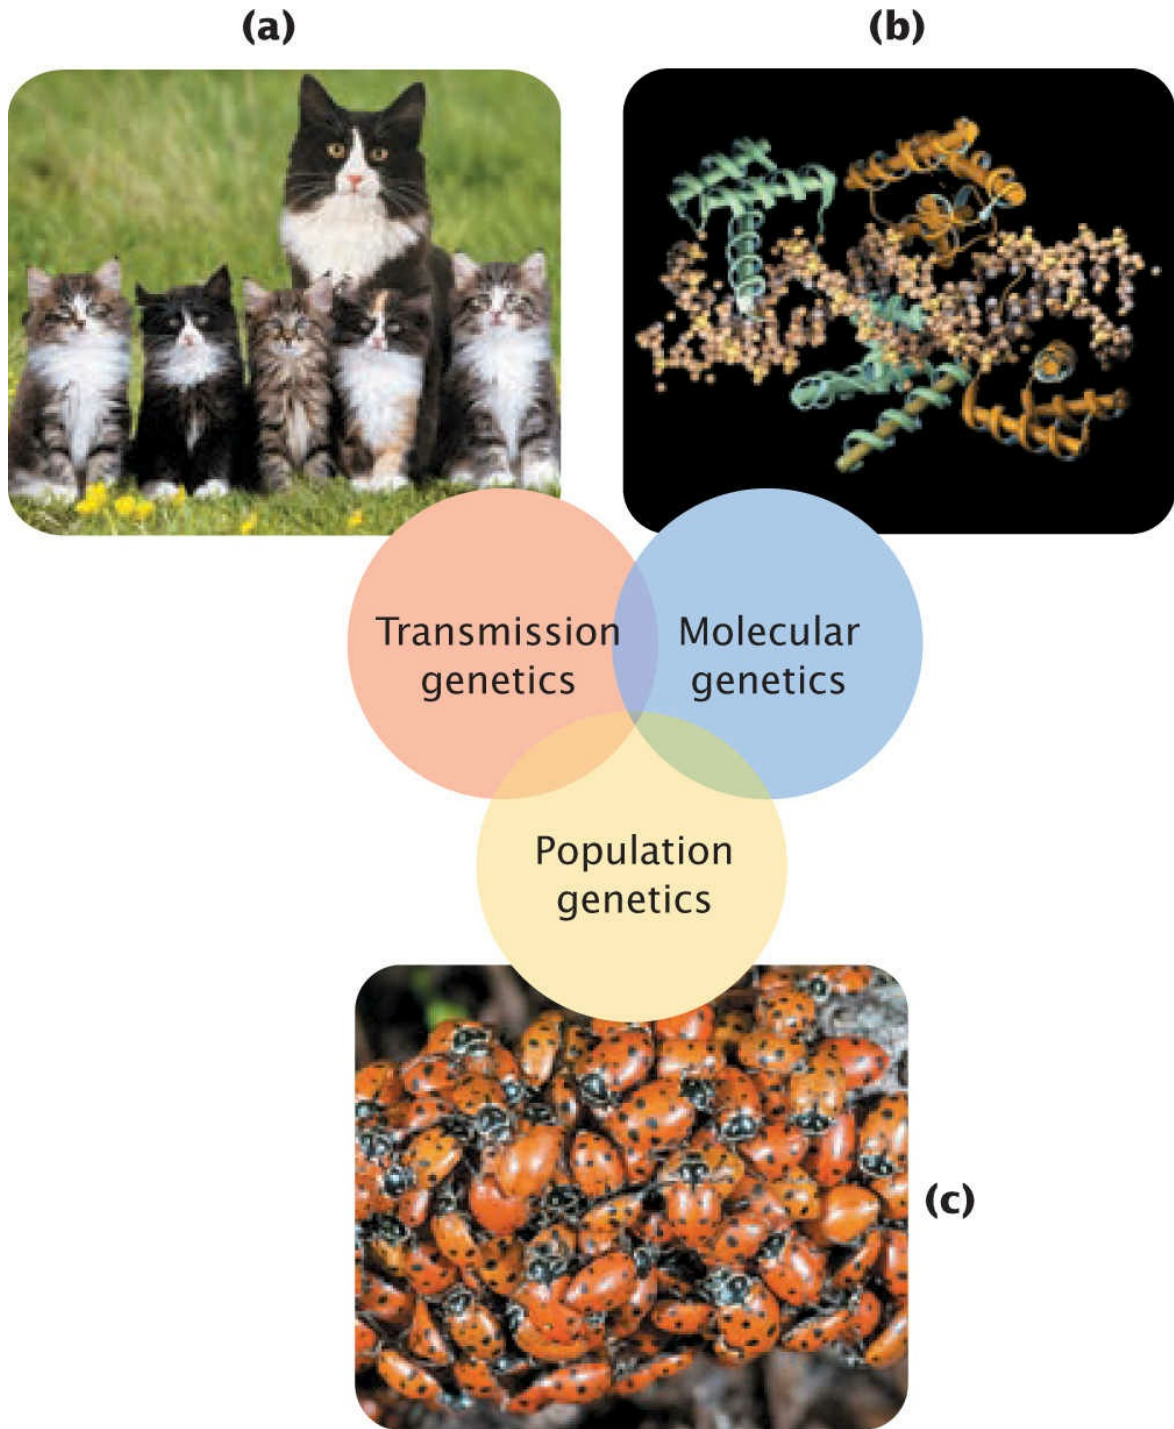 (a)
(b)
Transmission
genetics
Molecular
genetics
Population
genetics
(c)